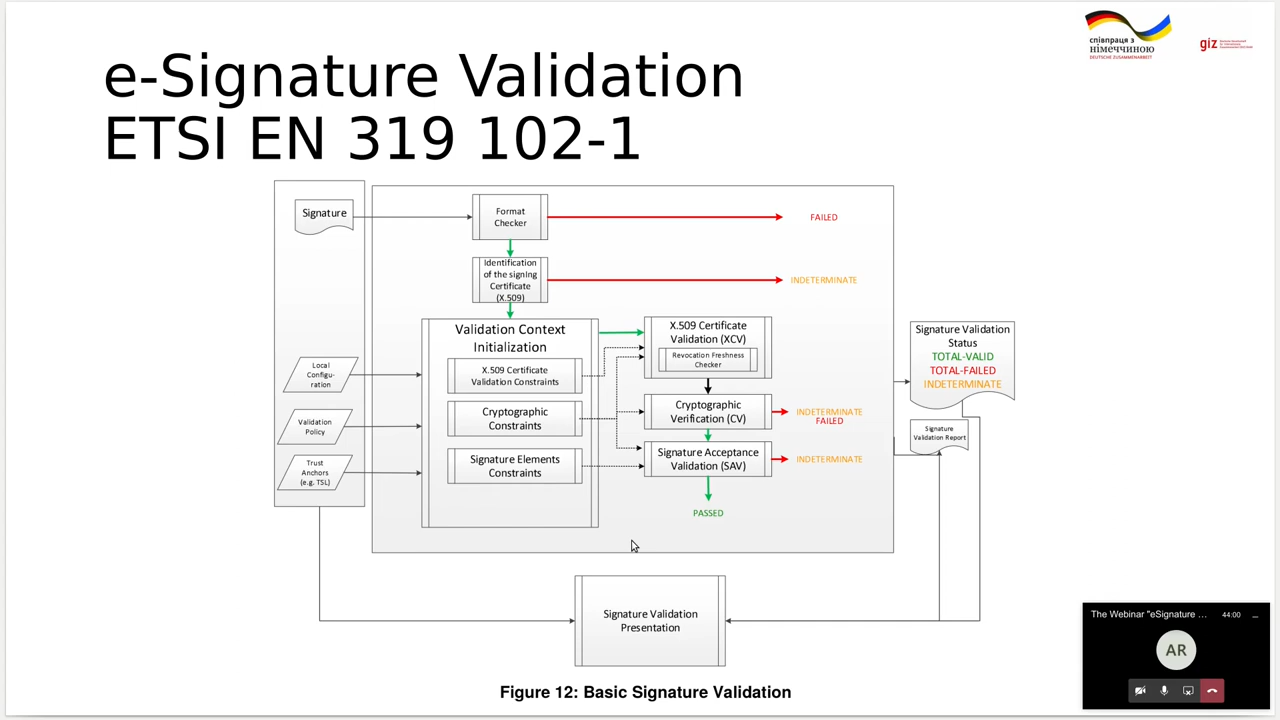 співпраця з
німеччиною
DEUTSCHE ZUSAMMENARBEIT
giz
e-Signature Validation
ETSI EN 319 102-1
Signature
Format
Checker
FAILED
Identification
of the signIng
Certificate
(X.509)
INDETERMINATE
Validation Context
Initialization
X.509 Certificate
Validation Constraints
Cryptographic
Constraints
Signature Elements
Constraints
Local
Configu-
ration
Validation
Policy
Trust
Anchors
(e.g. TSL)
X.509 Certificate
Validation (XCV)
Revocation Freshness
Checker
Cryptographic
Verification (CV)
INDETERMINATE
FAILED
Signature Acceptance
Validation (SAV)
INDETERMINATE
PASSED
Signature Validation
Status
TOTAL-VALID
TOTAL-FAILED
INDETERMINATE
Signature
Validation Report
Signature Validation
Presentation
Figure 12: Basic Signature Validation
The Webinar "eSignature ... 44:00
AR